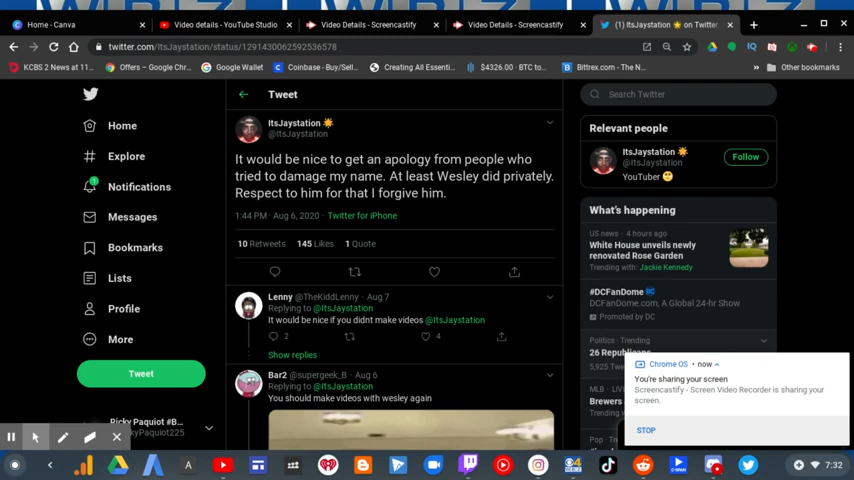 Home - Canva
Video details - YouTube Studio
Video Details - Screencastify
Video Details - Screencastify
(1) ItsJaystation 🌟 on Twitter
twitter.com/ItsJaystation/status/1291430062592536578
KCBS 2 News at 11...
Offers – Google Chr...
Google Wallet
Coinbase - Buy/Sell...
Creating All Essenti...
$4326.00 - BTC to...
Bittrex.com - The N...
Other bookmarks
Home
Explore
1
Notifications
Messages
Bookmarks
Lists
Profile
More
Tweet
Ricky Paquiot #B...
Tweet
ItsJaystation 🌟
@ItsJaystation
It would be nice to get an apology from people who
tried to damage my name. At least Wesley did privately.
Respect to him for that I forgive him.
1:44 PM · Aug 6, 2020 · Twitter for iPhone
10 Retweets 145 Likes 1 Quote
Lenny @TheKiddLenny · Aug 7
Replying to @ItsJaystation
It would be nice if you didnt make videos @ItsJaystation
2
4
Show replies
Bar2 @supergeek_B · Aug 6
Replying to @ItsJaystation
You should make videos with wesley again
Search Twitter
Relevant people
ItsJaystation 🌟
@ItsJaystation
Follow
YouTuber
What's happening
US news · 4 hours ago
White House unveils newly
renovated Rose Garden
Trending with: Jackie Kennedy
#DCFanDome
DCFanDome.com, A Global 24-hr Show
Promoted by DC
Politics · Trending
26 Republicans
Brewers
Chrome OS · now
You're sharing your screen
Screencastify - Screen Video Recorder is sharing your
screen.
STOP
7:32